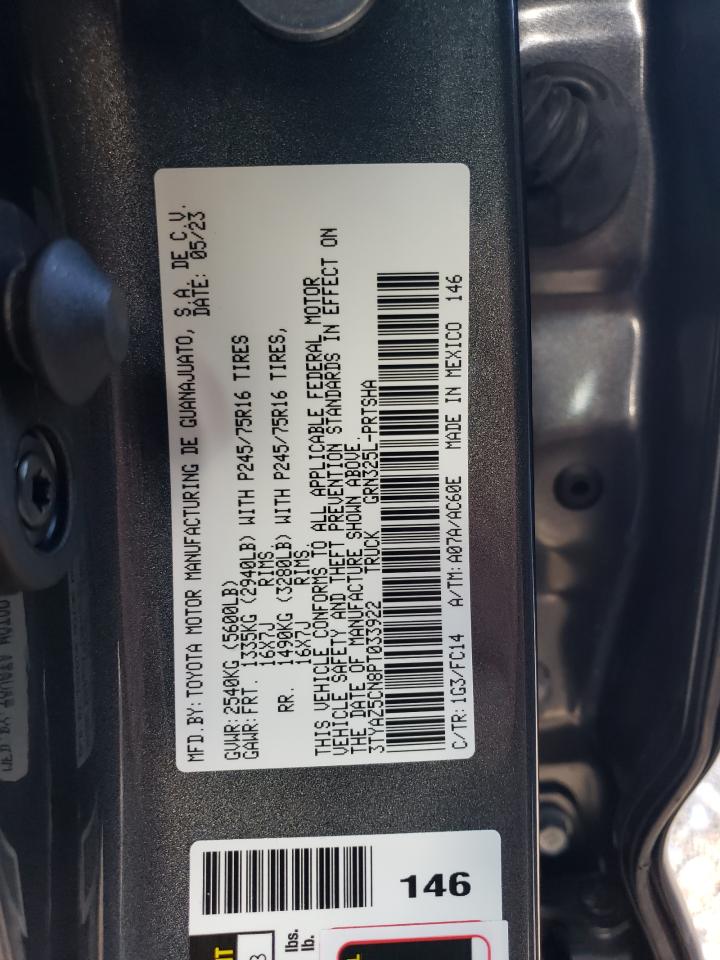 MFD.BY:TOYOTA MOTOR MANUFACTURING DE GUANAJUATO, S.A. DE C.V.
DATE: 05/23
GVWR:2540KG (5600LB)
GAWR:FRT. 1335KG (2940LB) WITH P245/75R16 TIRES
16X7J RIMS
RR. 1490KG (3280LB) WITH P245/75R16 TIRES,
16X7J RIMS.
THIS VEHICLE CONFORMS TO ALL APPLICABLE FEDERAL MOTOR
VEHICLE SAFETY AND THEFT PREVENTION STANDARDS IN EFFECT ON
THE DATE OF MANUFACTURE SHOWN ABOVE.
3TYAZ5CN8PT033922 TRUCK GRN325L-PRTSHA
C/TR:1G3/FC14 A/TM:A07A/AC60E MADE IN MEXICO 146
146
lbs.
lb.